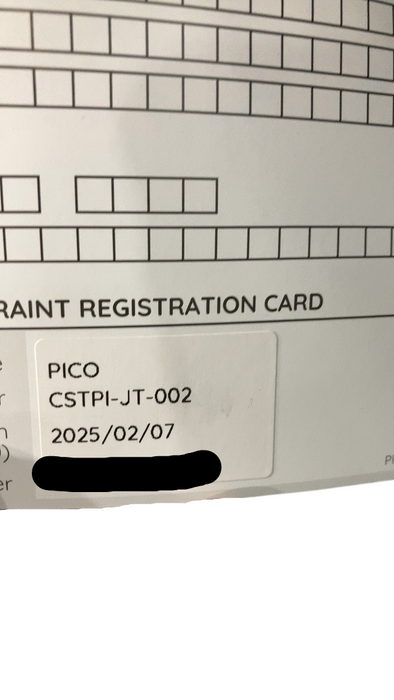 RAINT REGISTRATION CARD
PICO
CSTPI-JT-002
2025/02/07